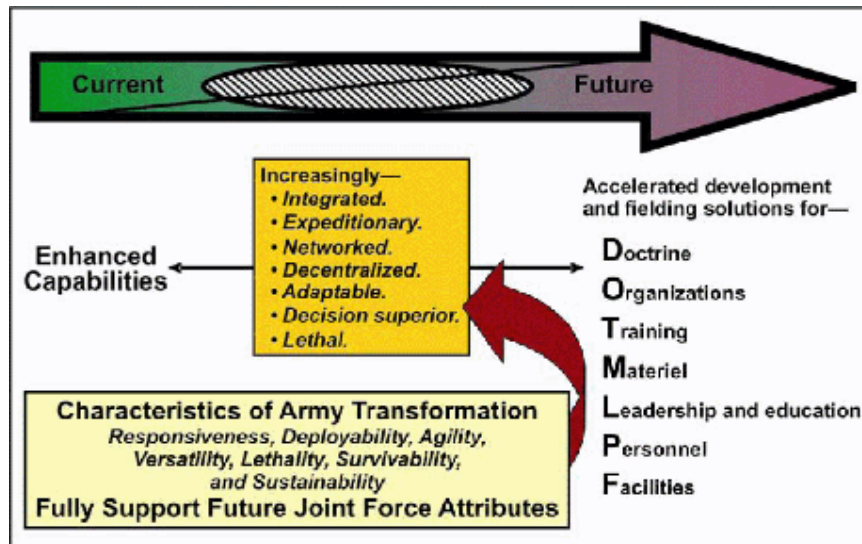 Current
Future
Increasingly—
• Integrated.
• Expeditionary.
• Networked.
• Decentralized.
• Adaptable.
• Decision superior.
• Lethal.
Enhanced
Capabilities
Accelerated development
and fielding solutions for—
Doctrine
Organizations
Training
Materiel
Leadership and education
Personnel
Facilities
Characteristics of Army Transformation
Responsiveness, Deployability, Agility,
Versatility, Lethality, Survivability,
and Sustainability
Fully Support Future Joint Force Attributes